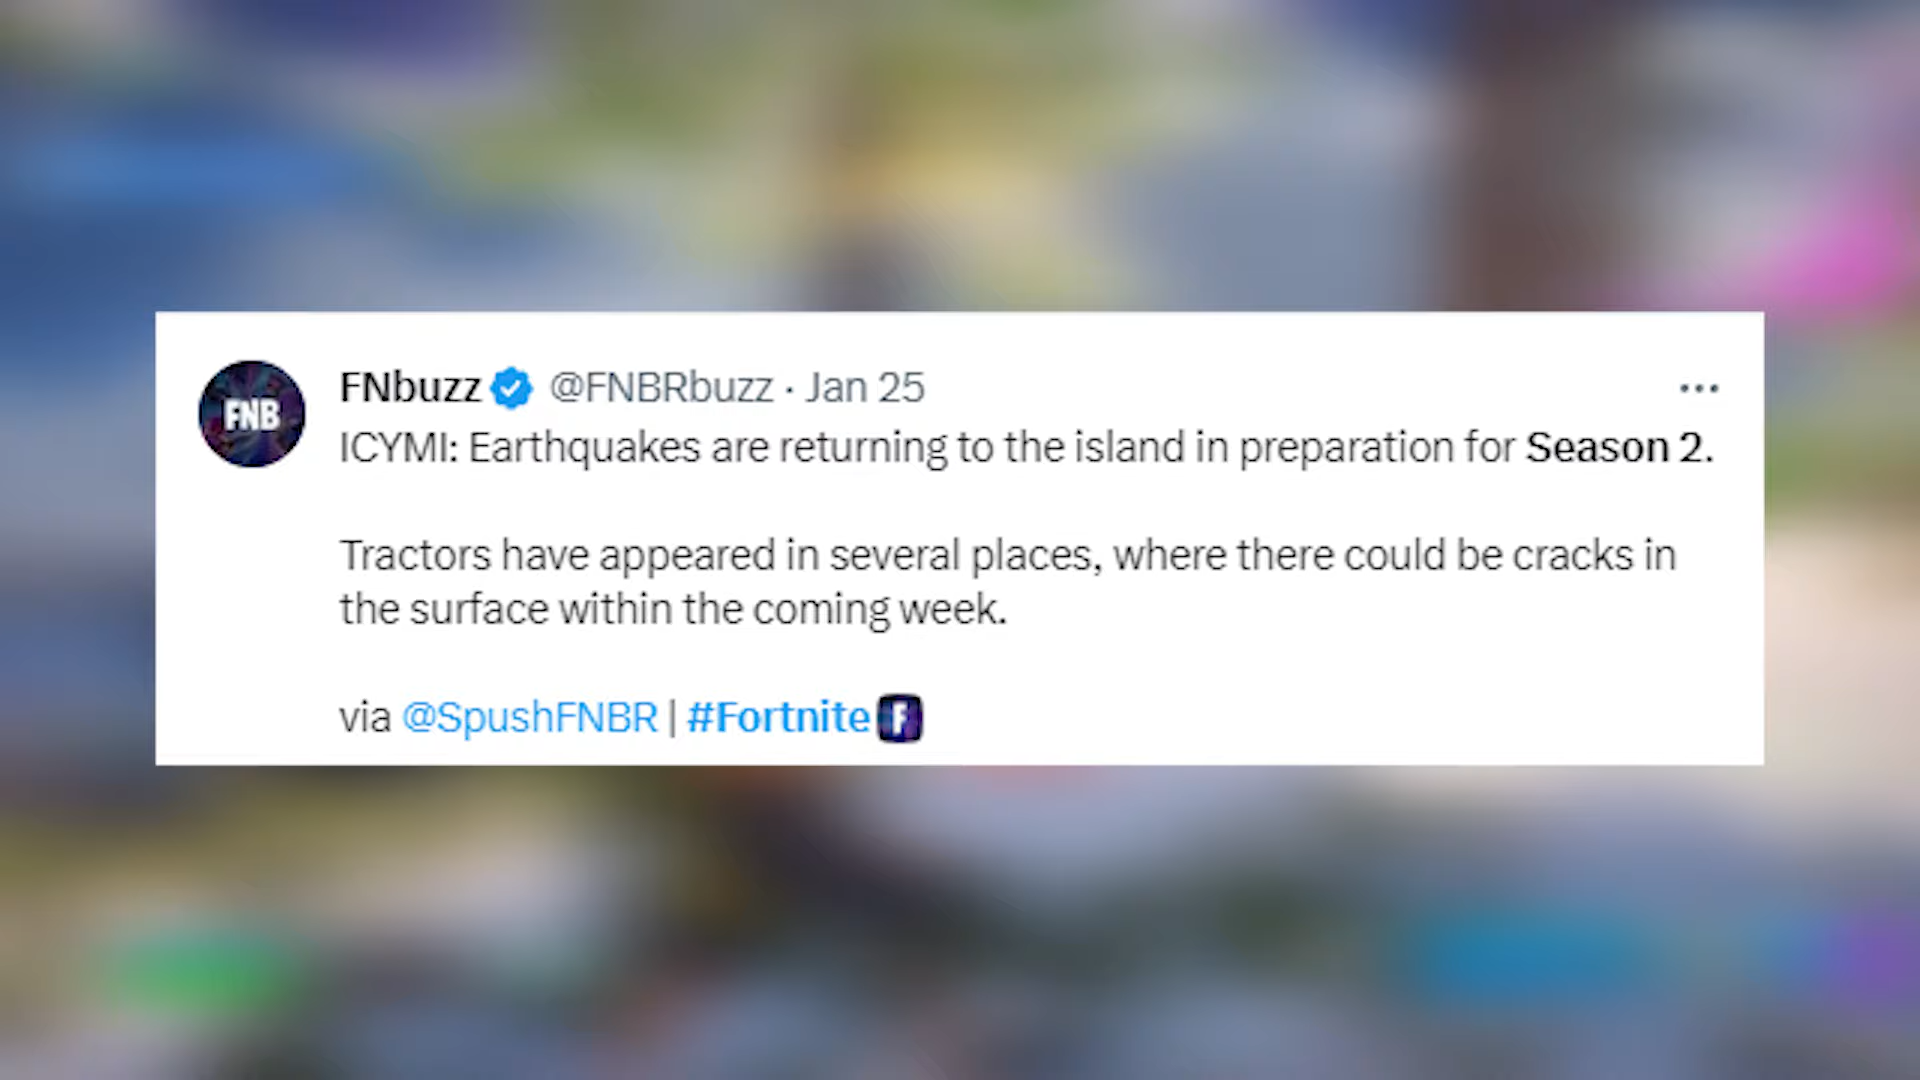 FNB
FNbuzz @FNBRbuzz · Jan 25
ICYMI: Earthquakes are returning to the island in preparation for Season 2.
Tractors have appeared in several places, where there could be cracks in
the surface within the coming week.
via @SpushFNBR | #Fortnite F